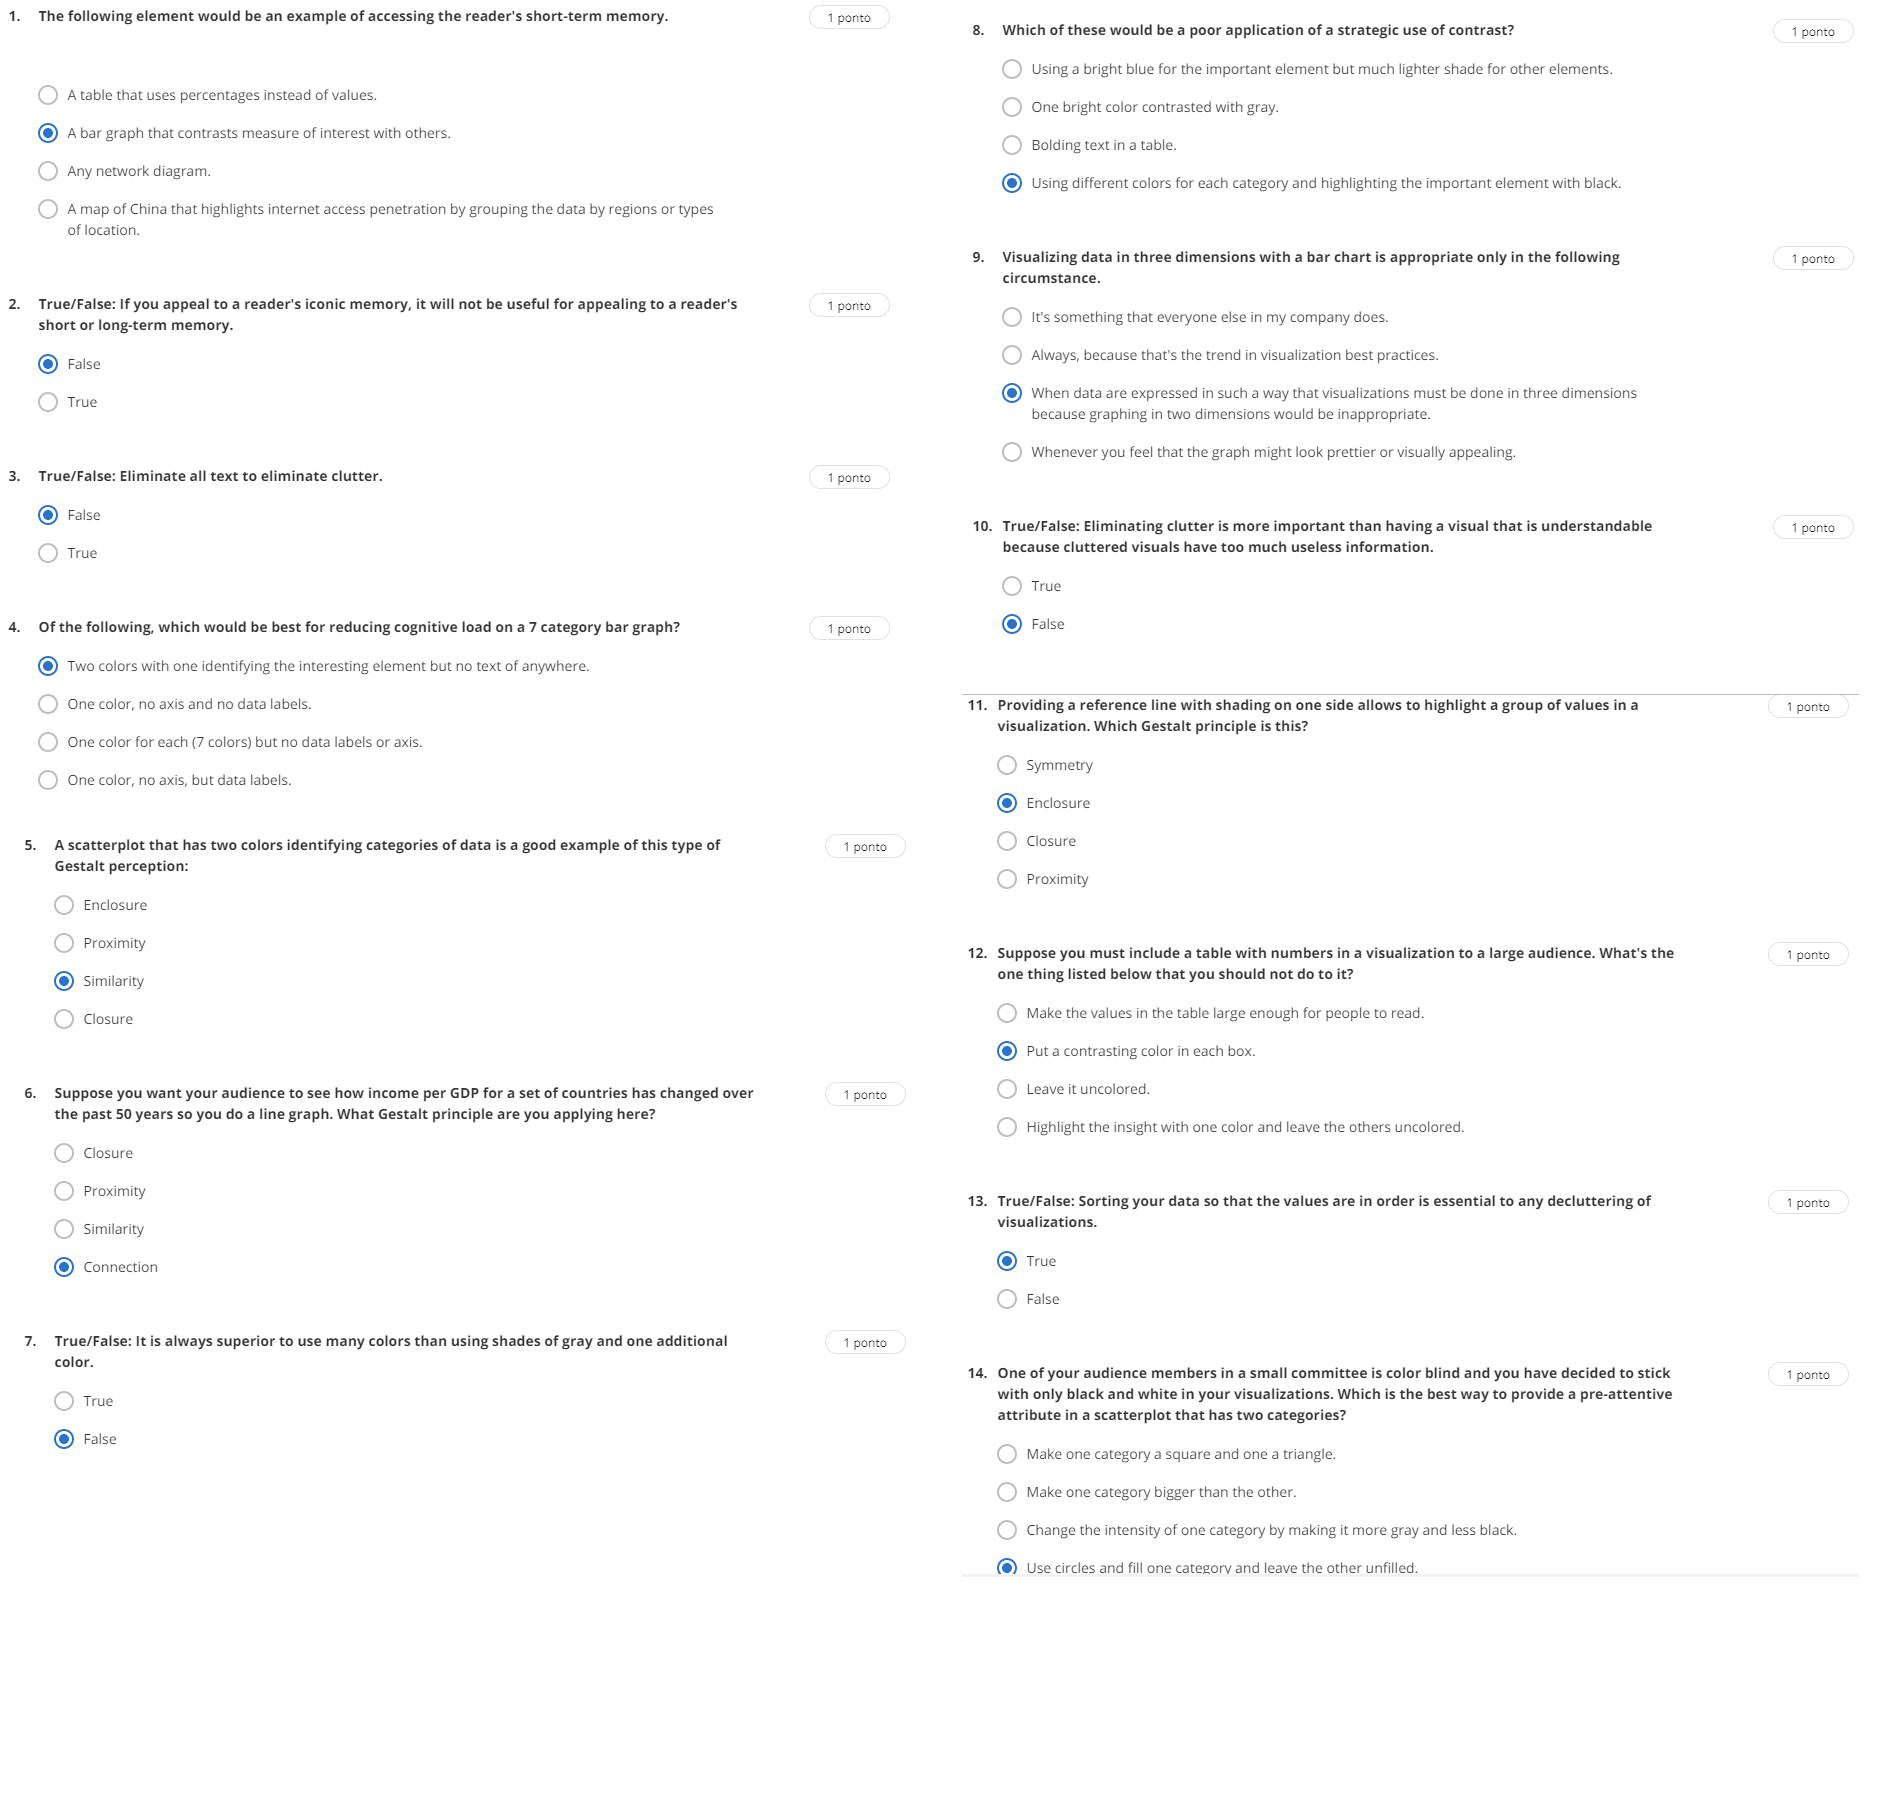 1. The following element would be an example of accessing the reader's short-term memory.
1 ponto
A table that uses percentages instead of values.
A bar graph that contrasts measure of interest with others.
Any network diagram.
A map of China that highlights internet access penetration by grouping the data by regions or types
of location.
2. True/False: If you appeal to a reader's iconic memory, it will not be useful for appealing to a reader's
short or long-term memory.
1 ponto
False
True
3. True/False: Eliminate all text to eliminate clutter.
1 ponto
False
True
4. Of the following, which would be best for reducing cognitive load on a 7 category bar graph?
1 ponto
Two colors with one identifying the interesting element but no text of anywhere.
One color, no axis and no data labels.
One color for each (7 colors) but no data labels or axis.
One color, no axis, but data labels.
5. A scatterplot that has two colors identifying categories of data is a good example of this type of
Gestalt perception:
1 ponto
Enclosure
Proximity
Similarity
Closure
6. Suppose you want your audience to see how income per GDP for a set of countries has changed over
the past 50 years so you do a line graph. What Gestalt principle are you applying here?
1 ponto
Closure
Proximity
Similarity
Connection
7. True/False: It is always superior to use many colors than using shades of gray and one additional
color.
1 ponto
True
False
8. Which of these would be a poor application of a strategic use of contrast?
1 ponto
Using a bright blue for the important element but much lighter shade for other elements.
One bright color contrasted with gray.
Bolding text in a table.
Using different colors for each category and highlighting the important element with black.
9. Visualizing data in three dimensions with a bar chart is appropriate only in the following
circumstance.
1 ponto
It's something that everyone else in my company does.
Always, because that's the trend in visualization best practices.
When data are expressed in such a way that visualizations must be done in three dimensions
because graphing in two dimensions would be inappropriate.
Whenever you feel that the graph might look prettier or visually appealing.
10. True/False: Eliminating clutter is more important than having a visual that is understandable
because cluttered visuals have too much useless information.
1 ponto
True
False
11. Providing a reference line with shading on one side allows to highlight a group of values in a
visualization. Which Gestalt principle is this?
1 ponto
Symmetry
Enclosure
Closure
Proximity
12. Suppose you must include a table with numbers in a visualization to a large audience. What's the
one thing listed below that you should not do to it?
1 ponto
Make the values in the table large enough for people to read.
Put a contrasting color in each box.
Leave it uncolored.
Highlight the insight with one color and leave the others uncolored.
13. True/False: Sorting your data so that the values are in order is essential to any decluttering of
visualizations.
1 ponto
True
False
14. One of your audience members in a small committee is color blind and you have decided to stick
with only black and white in your visualizations. Which is the best way to provide a pre-attentive
attribute in a scatterplot that has two categories?
1 ponto
Make one category a square and one a triangle.
Make one category bigger than the other.
Change the intensity of one category by making it more gray and less black.
Use circles and fill one category and leave the other unfilled.